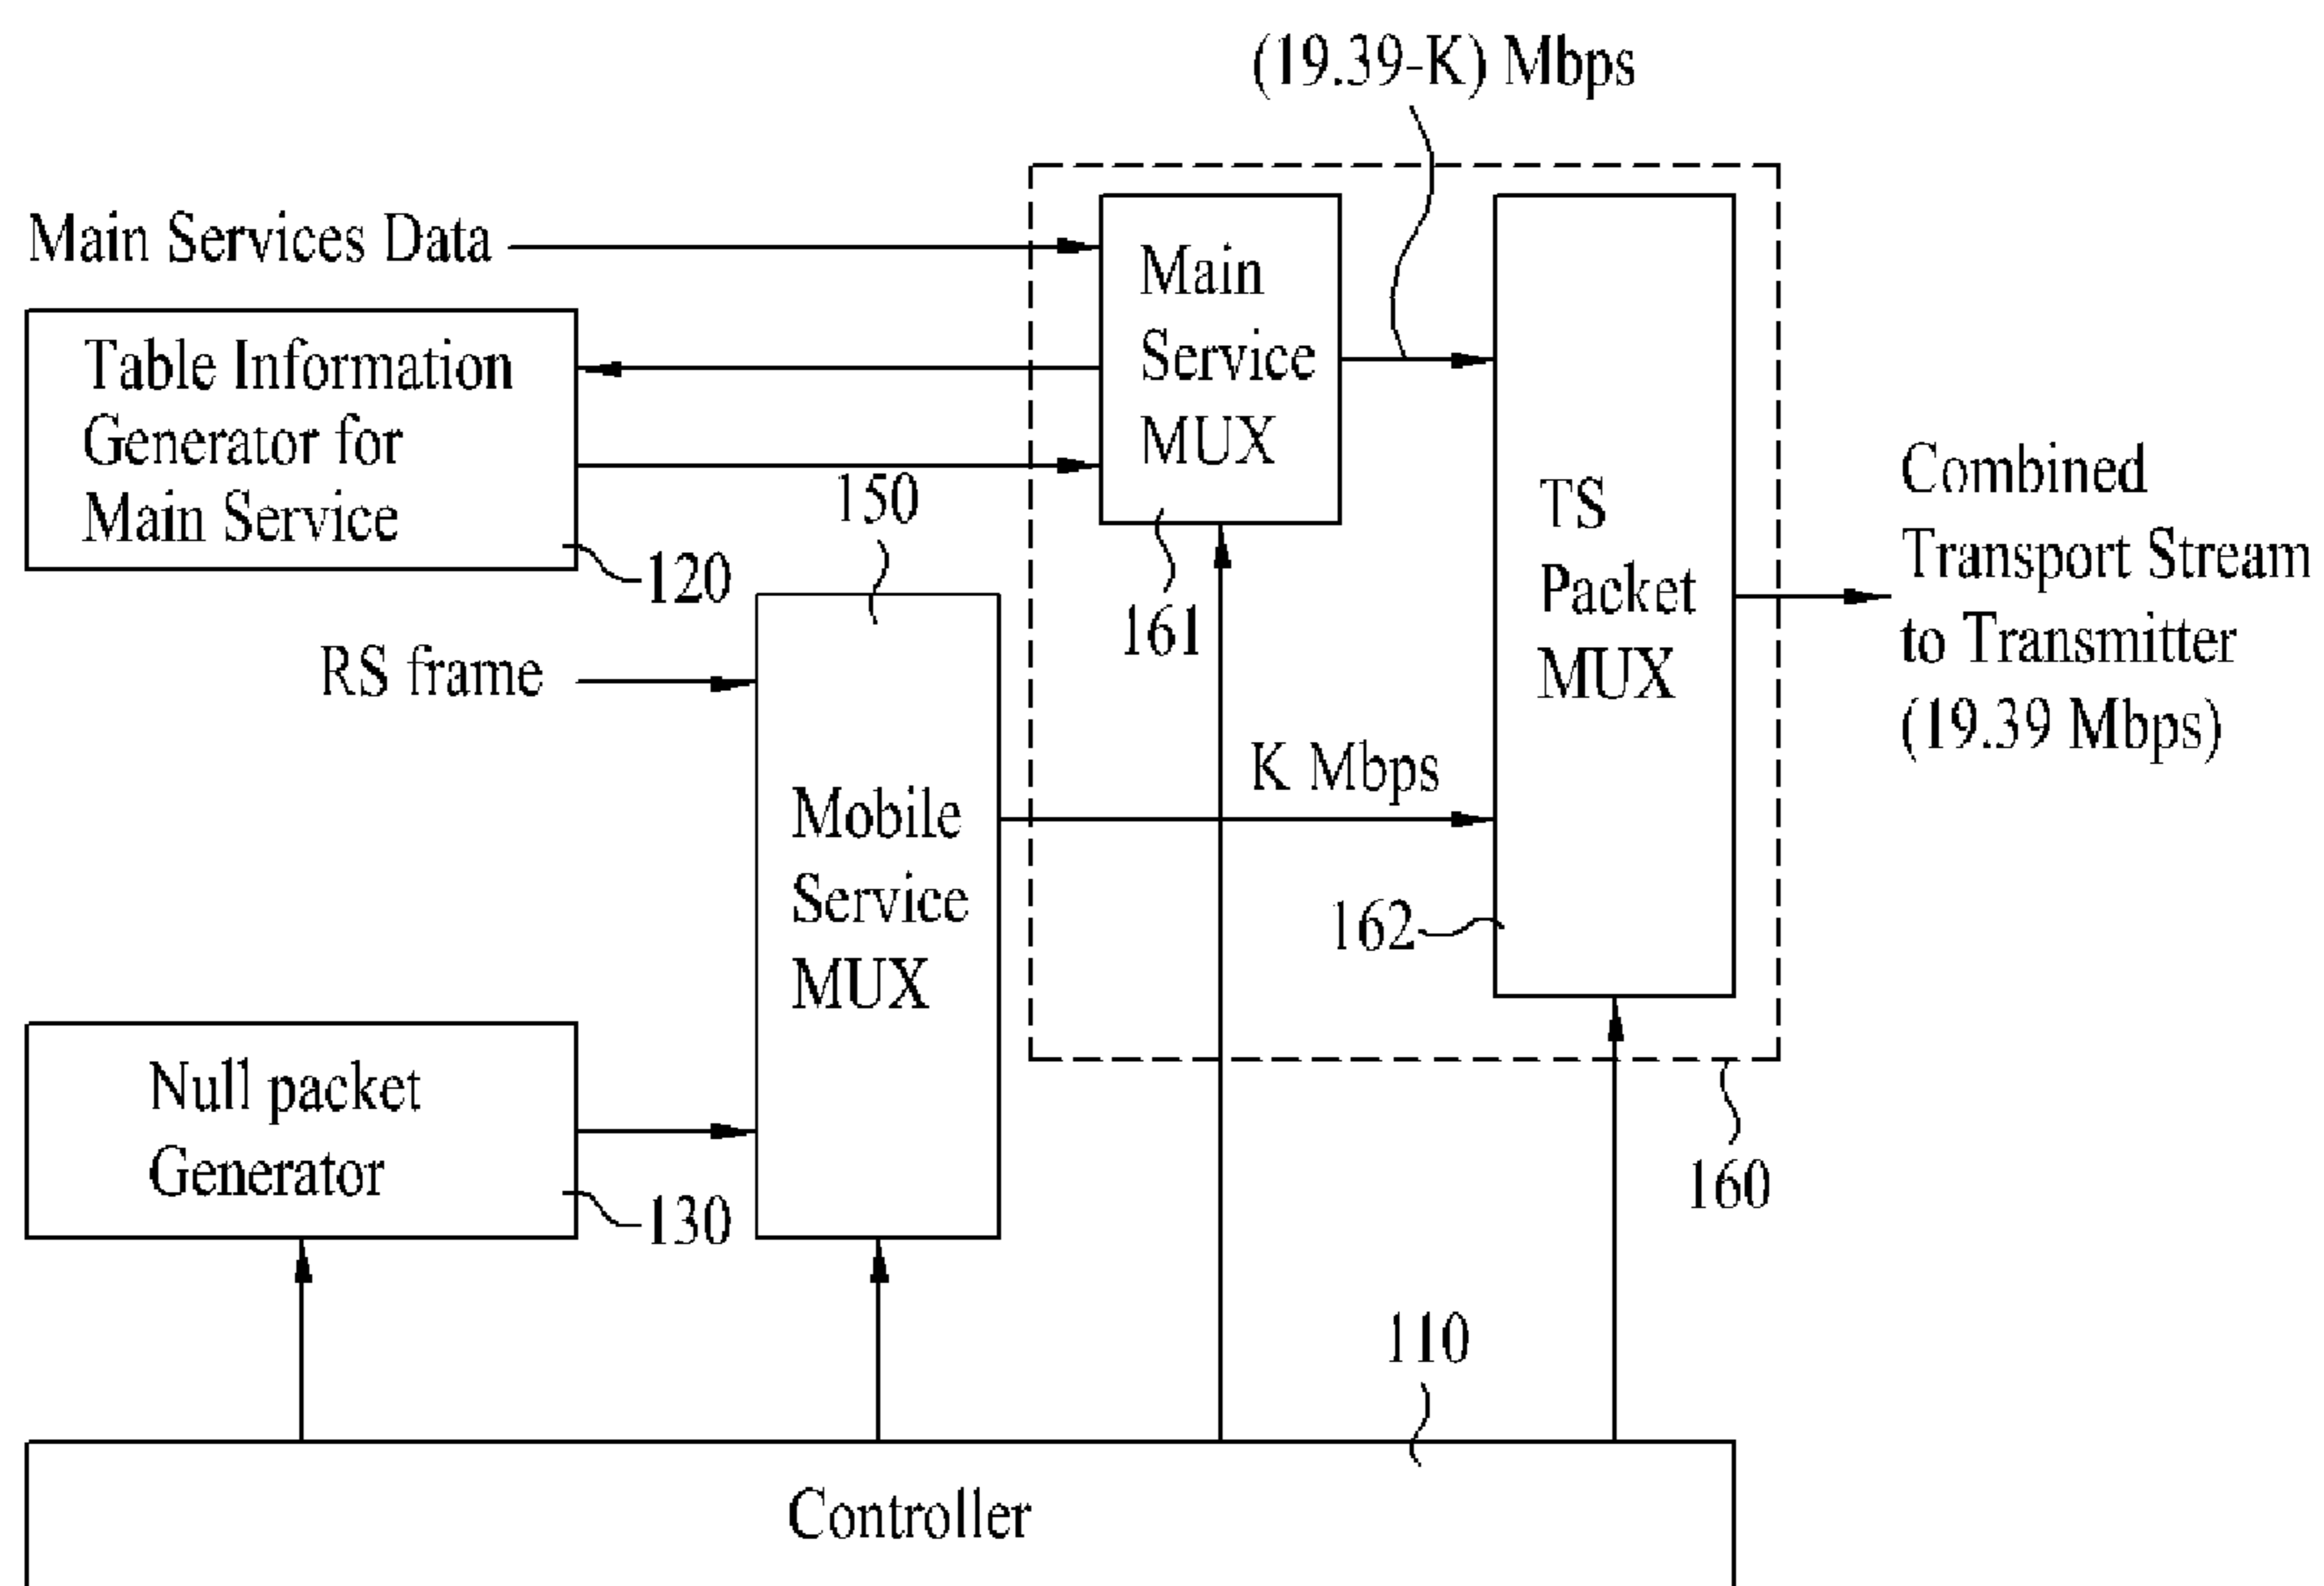 (19.39-K) Mbps
Main Services Data
Main
Service
MUX
Table Information
Generator for
Main Service
120
150
161
TS
Packet
MUX
Combined
Transport Stream
to Transmitter
(19.39 Mbps)
RS frame
Mobile
Service
MUX
K Mbps
162
Null packet
Generator
130
160
110
Controller